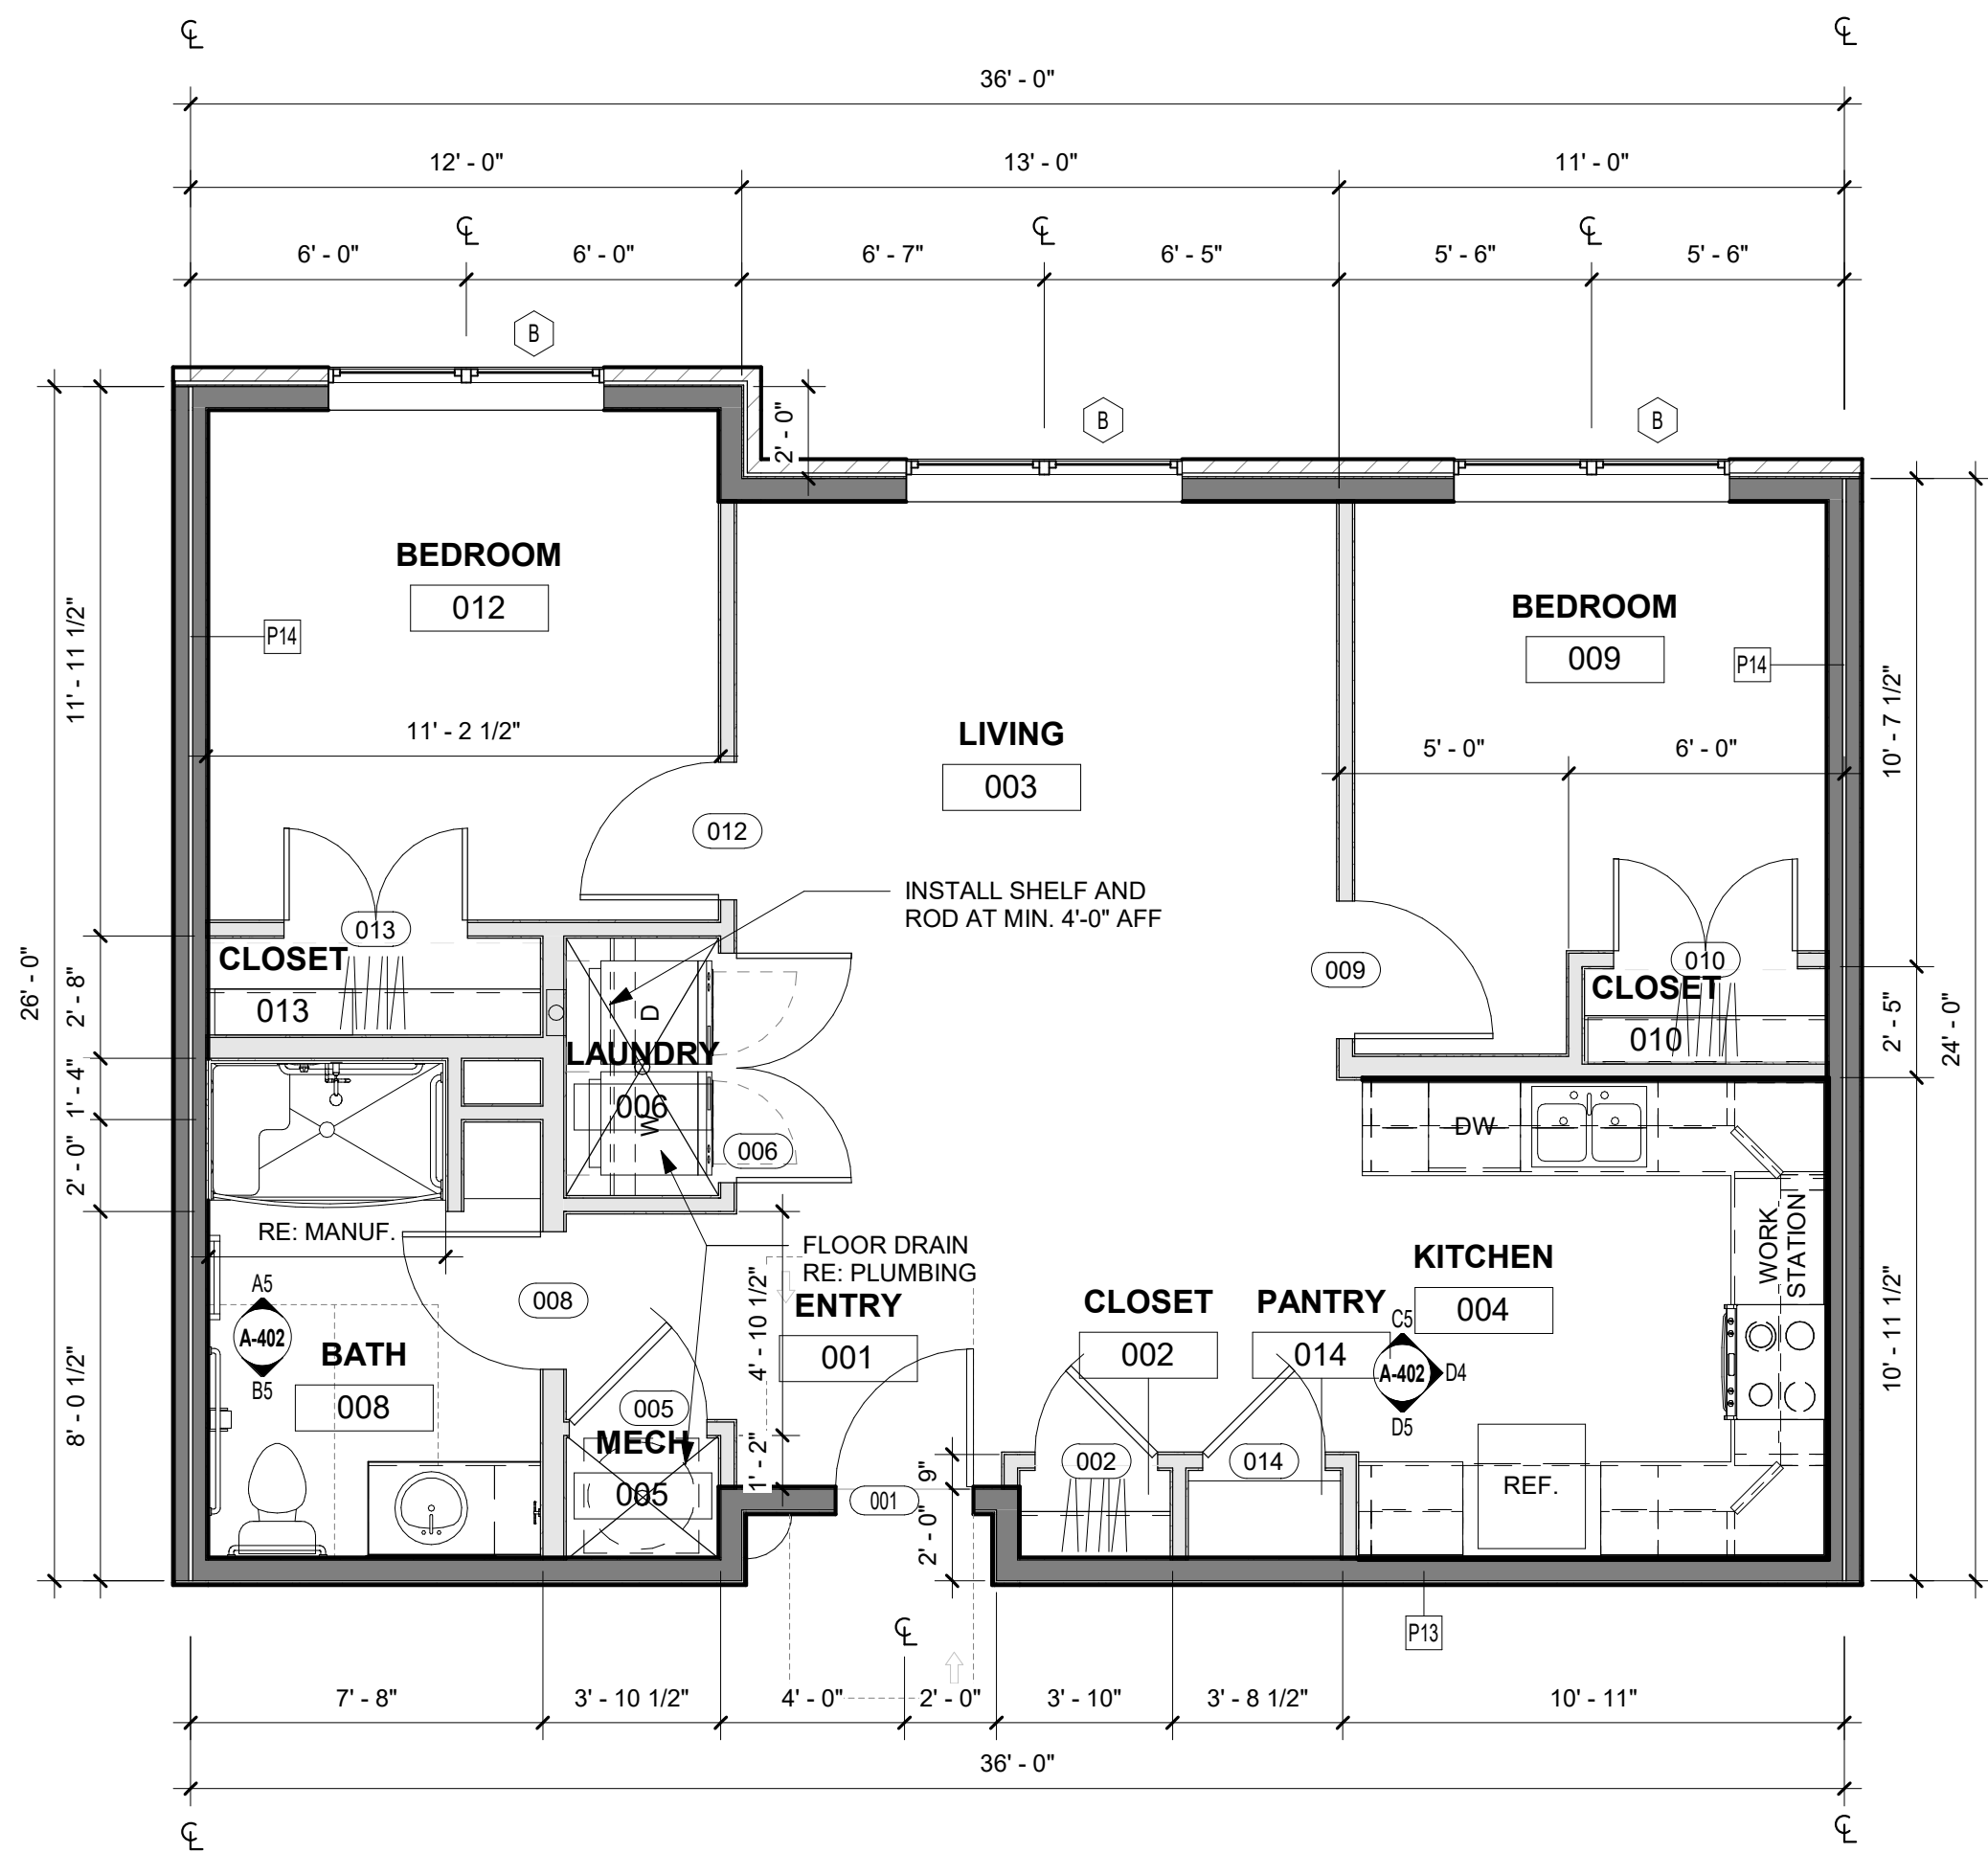 ℄ ℄
36' - 0"
12' - 0" 13' - 0" 11' - 0"
℄ ℄ ℄
6' - 0" 6' - 0" 6' - 7" 6' - 5" 5' - 6" 5' - 6"
B
B B
2' - 0"
BEDROOM
012
BEDROOM
009
P14
P14
11' - 11 1/2"
10' - 7 1/2"
11' - 2 1/2"
LIVING
003
5' - 0" 6' - 0"
012
INSTALL SHELF AND
ROD AT MIN. 4'-0" AFF
013
CLOSET
013
009
010
CLOSET
010
26' - 0"
2' - 8"
2' - 5"
24' - 0"
D
LAUNDRY
006
W
006
1' - 4"
2' - 0"
DW
RE: MANUF.
FLOOR DRAIN
RE: PLUMBING
WORK
STATION
KITCHEN
004
008
4' - 10 1/2"
ENTRY
001
CLOSET
002
PANTRY
014
A5
A-402
B5
BATH
008
C5
A-402
D4
D5
8' - 0 1/2"
10' - 11 1/2"
005
MECH
005
1' - 2"
001
9"
2' - 0"
002
014
REF.
P13
℄
7' - 8" 3' - 10 1/2" 4' - 0" 2' - 0" 3' - 10" 3' - 8 1/2" 10' - 11"
36' - 0"
℄ ℄